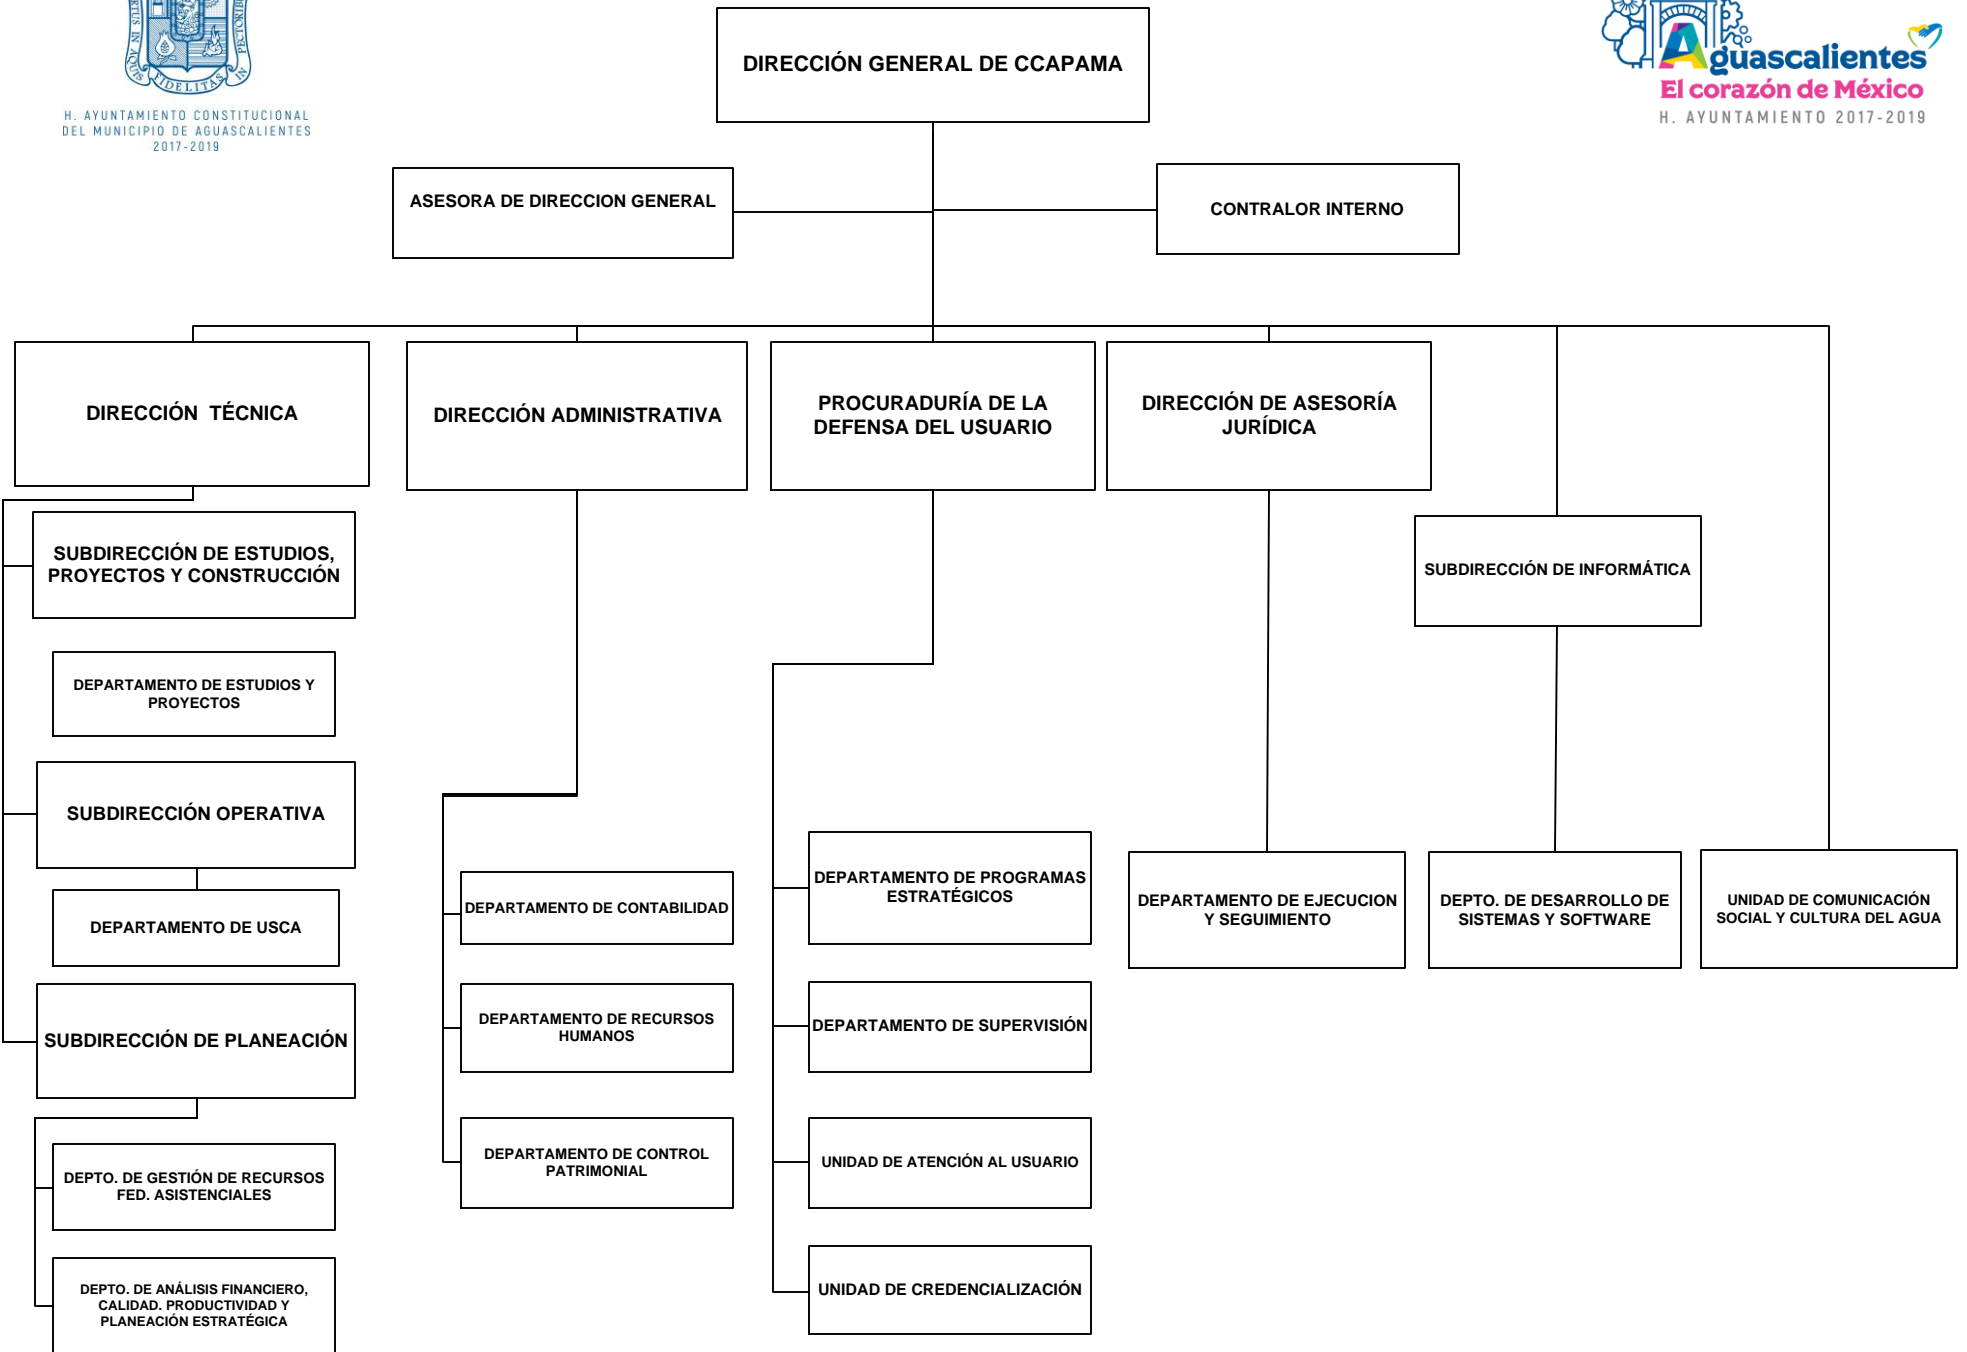 VIRTUS IN AQUIS
FIDELITAS
IN PECTORIBUS
H. AYUNTAMIENTO CONSTITUCIONAL
DEL MUNICIPIO DE AGUASCALIENTES
2017-2019
DIRECCIÓN GENERAL DE CCAPAMA
Aguascalientes
El corazón de México
H. AYUNTAMIENTO 2017-2019
ASESORA DE DIRECCION GENERAL
CONTRALOR INTERNO
DIRECCIÓN TÉCNICA
DIRECCIÓN ADMINISTRATIVA
PROCURADURÍA DE LA
DEFENSA DEL USUARIO
DIRECCIÓN DE ASESORÍA
JURÍDICA
SUBDIRECCIÓN DE ESTUDIOS,
PROYECTOS Y CONSTRUCCIÓN
SUBDIRECCIÓN DE INFORMÁTICA
DEPARTAMENTO DE ESTUDIOS Y
PROYECTOS
SUBDIRECCIÓN OPERATIVA
DEPARTAMENTO DE USCA
SUBDIRECCIÓN DE PLANEACIÓN
DEPTO. DE GESTIÓN DE RECURSOS
FED. ASISTENCIALES
DEPTO. DE ANÁLISIS FINANCIERO,
CALIDAD. PRODUCTIVIDAD Y
PLANEACIÓN ESTRATÉGICA
DEPARTAMENTO DE CONTABILIDAD
DEPARTAMENTO DE RECURSOS
HUMANOS
DEPARTAMENTO DE CONTROL
PATRIMONIAL
DEPARTAMENTO DE PROGRAMAS
ESTRATÉGICOS
DEPARTAMENTO DE SUPERVISIÓN
UNIDAD DE ATENCIÓN AL USUARIO
UNIDAD DE CREDENCIALIZACIÓN
DEPARTAMENTO DE EJECUCION
Y SEGUIMIENTO
DEPTO. DE DESARROLLO DE
SISTEMAS Y SOFTWARE
UNIDAD DE COMUNICACIÓN
SOCIAL Y CULTURA DEL AGUA